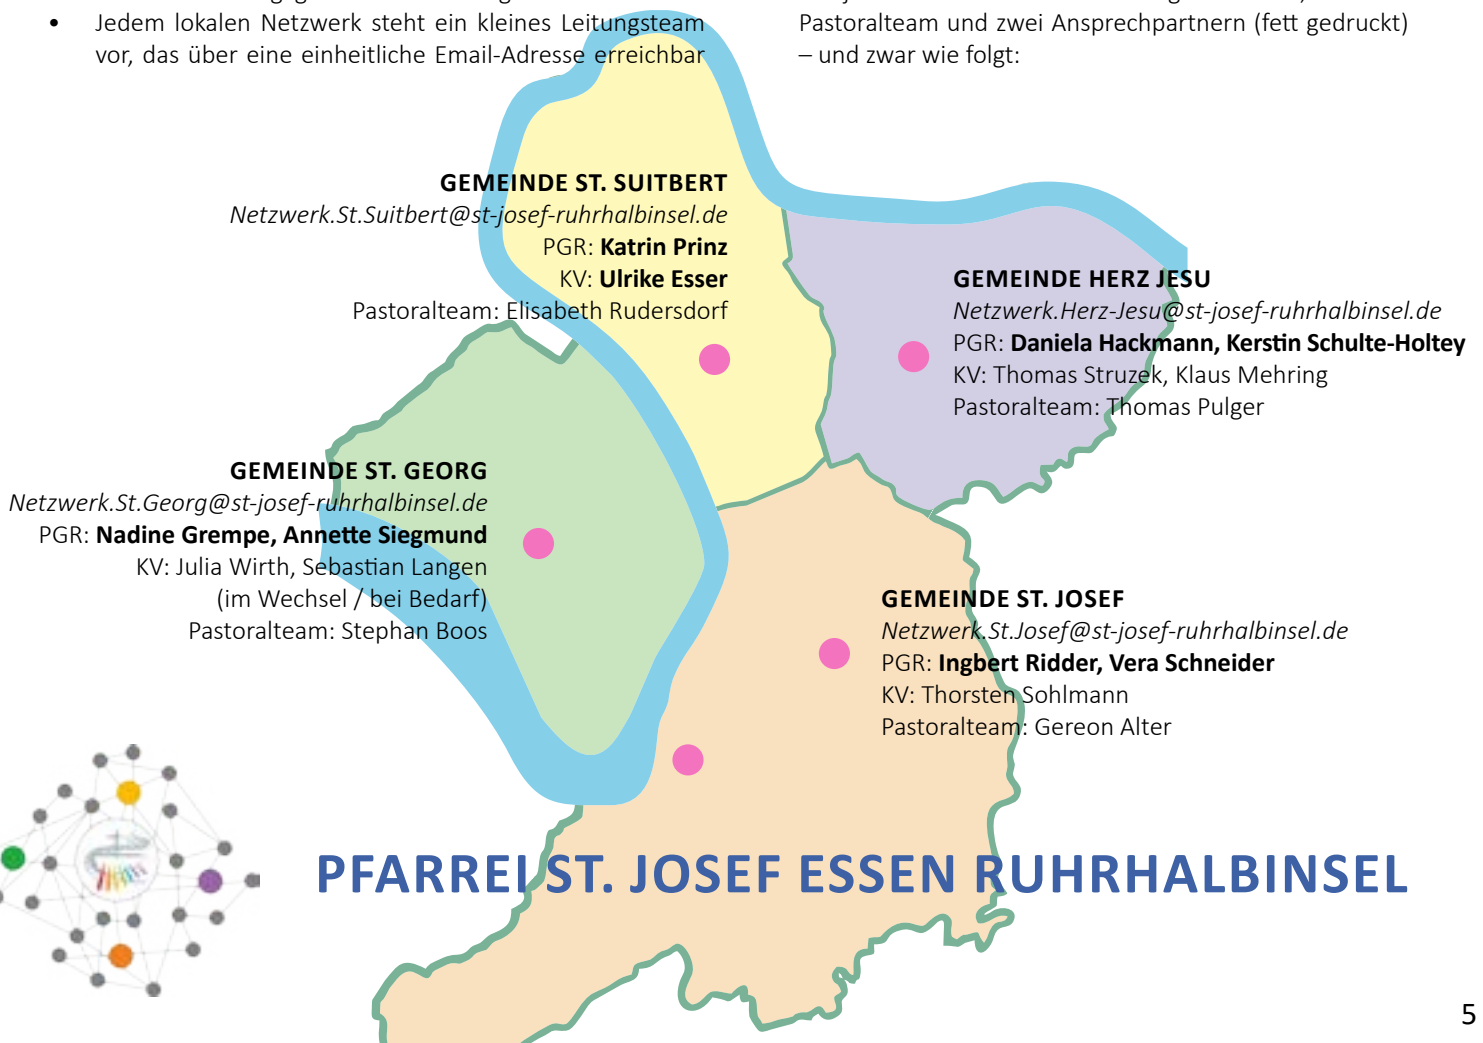 • Jedem lokalen Netzwerk steht ein kleines Leitungsteam
vor, das über eine einheitliche Email-Adresse erreichbar
Pastoralteam und zwei Ansprechpartnern (fett gedruckt)
– und zwar wie folgt:
GEMEINDE ST. SUITBERT
Netzwerk.St.Suitbert@st-josef-ruhrhalbinsel.de
PGR: Katrin Prinz
KV: Ulrike Esser
Pastoralteam: Elisabeth Rudersdorf
GEMEINDE HERZ JESU
Netzwerk.Herz-Jesu@st-josef-ruhrhalbinsel.de
PGR: Daniela Hackmann, Kerstin Schulte-Holtey
KV: Thomas Struzek, Klaus Mehring
Pastoralteam: Thomas Pulger
GEMEINDE ST. GEORG
Netzwerk.St.Georg@st-josef-ruhrhalbinsel.de
PGR: Nadine Grempe, Annette Siegmund
KV: Julia Wirth, Sebastian Langen
(im Wechsel / bei Bedarf)
Pastoralteam: Stephan Boos
GEMEINDE ST. JOSEF
Netzwerk.St.Josef@st-josef-ruhrhalbinsel.de
PGR: Ingbert Ridder, Vera Schneider
KV: Thorsten Sohlmann
Pastoralteam: Gereon Alter
PFARREI ST. JOSEF ESSEN RUHRHALBINSEL
5